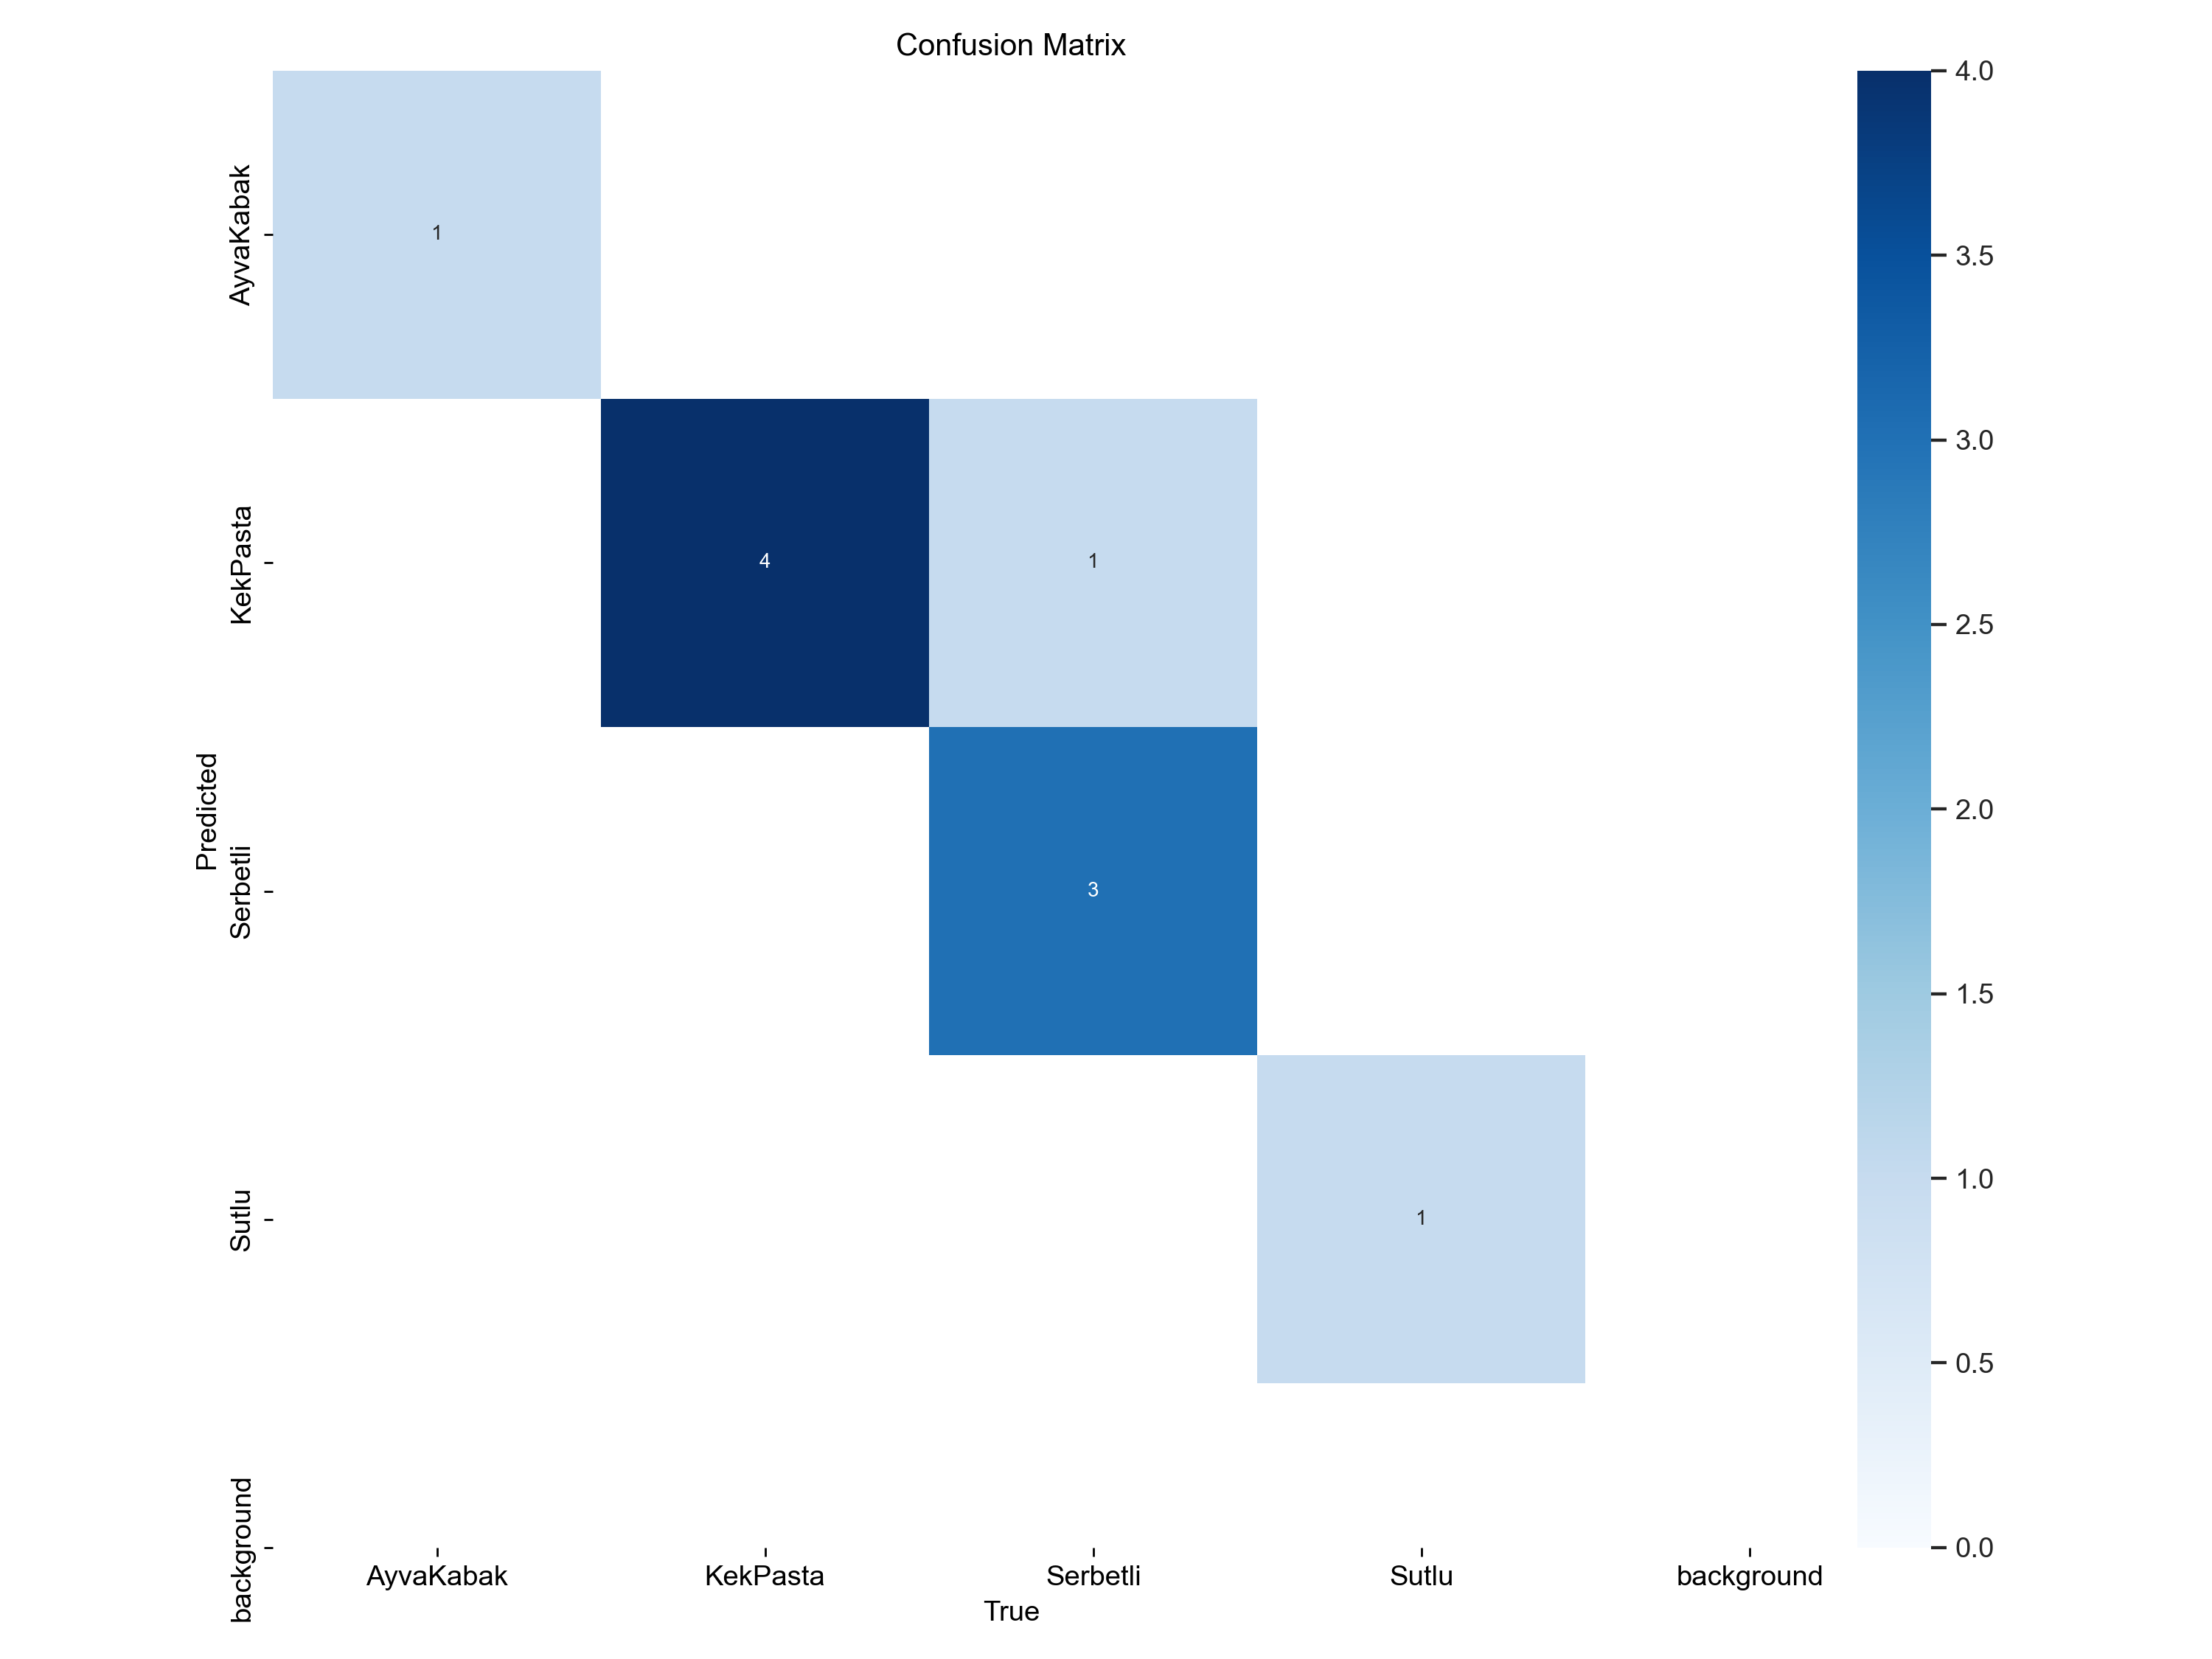 Confusion Matrix
AyvaKabak
KekPasta
Serbetli
Sutlu
background
Predicted
1
4
1
3
1
AyvaKabak
KekPasta
Serbetli
Sutlu
background
True
4.0
3.5
3.0
2.5
2.0
1.5
1.0
0.5
0.0